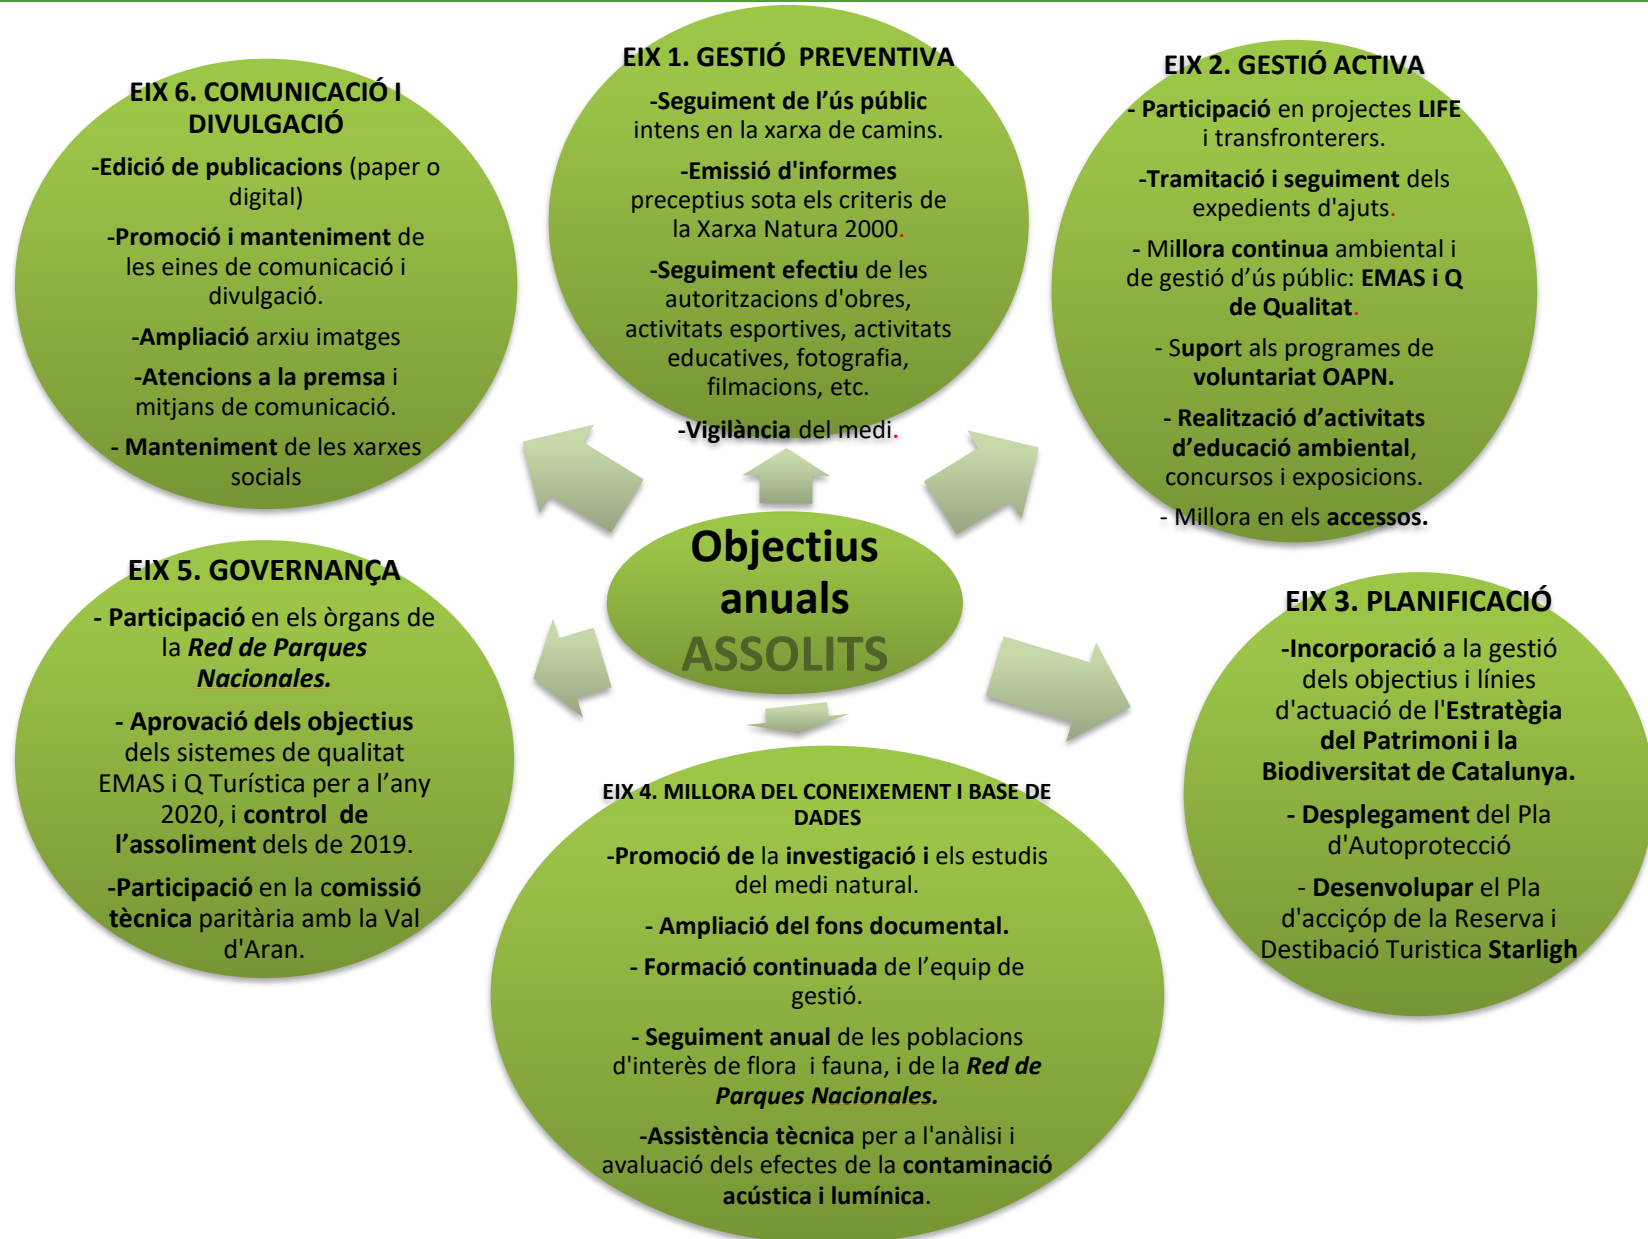 EIX 1. GESTIÓ  PREVENTIVA
-Seguiment de l’ús públic
intens en la xarxa de camins.
-Emissió d'informes
preceptius sota els criteris de
la Xarxa Natura 2000.
-Seguiment efectiu de les
autoritzacions d'obres,
activitats esportives, activitats
educatives, fotografia,
filmacions, etc.
-Vigilància del medi.
EIX 2. GESTIÓ ACTIVA
- Participació en projectes LIFE
i transfronterers.
-Tramitació i seguiment dels
expedients d'ajuts.
- Millora continua ambiental i
de gestió d’ús públic: EMAS i Q
de Qualitat.
- Suport als programes de
voluntariat OAPN.
- Realització d’activitats
d’educació ambiental,
concursos i exposicions.
- Millora en els accessos.
EIX 3. PLANIFICACIÓ
-Incorporació a la gestió
dels objectius i línies
d'actuació de l'Estratègia
del Patrimoni i la
Biodiversitat de Catalunya.
- Desplegament del Pla
d'Autoprotecció
- Desenvolupar el Pla
d'acciçóp de la Reserva i
Destibació Turistica Starligh
EIX 4. MILLORA DEL CONEIXEMENT I BASE DE
DADES
-Promoció de la investigació i els estudis
del medi natural.
- Ampliació del fons documental.
- Formació continuada de l’equip de
gestió.
- Seguiment anual de les poblacions
d'interès de flora  i fauna, i de la Red de
Parques Nacionales.
-Assistència tècnica per a l'anàlisi i
avaluació dels efectes de la contaminació
acústica i lumínica.
EIX 5. GOVERNANÇA
- Participació en els òrgans de
la Red de Parques
Nacionales.
- Aprovació dels objectius
dels sistemes de qualitat
EMAS i Q Turística per a l’any
2020, i control  de
l’assoliment dels de 2019.
-Participació en la comissió
tècnica paritària amb la Val
d'Aran.
EIX 6. COMUNICACIÓ I
DIVULGACIÓ
-Edició de publicacions (paper o
digital)
-Promoció i manteniment de
les eines de comunicació i
divulgació.
-Ampliació arxiu imatges
-Atencions a la premsa i
mitjans de comunicació.
- Manteniment de les xarxes
socials
Objectius
anuals
ASSOLITS